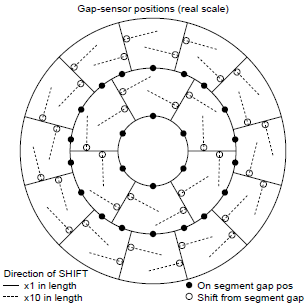 Gap-sensor positions (real scale)
Direction of SHIFT
x1 in length
x10 in length
On segment gap pos
Shift from segment gap